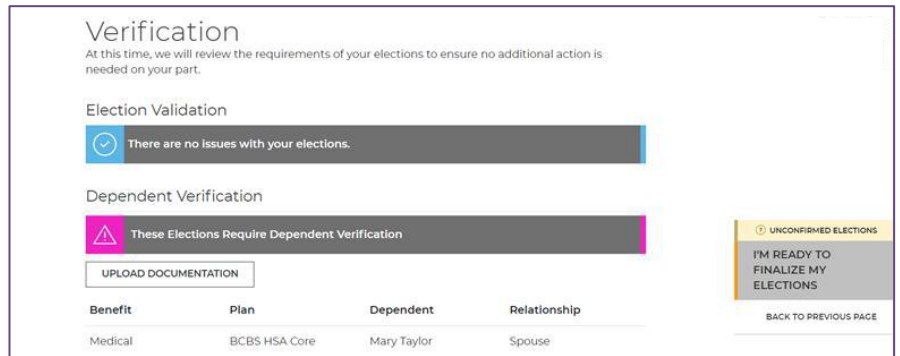 Verification
At this time, we will review the requirements of your elections to ensure no additional action is
needed on your part.
Election Validation
There are no issues with your elections.
Dependent Verification
These Elections Require Dependent Verification
UPLOAD DOCUMENTATION
Benefit Plan Dependent Relationship
Medical BCBS HSA Core Mary Taylor Spouse
UNCONFIRMED ELECTIONS
I'M READY TO
FINALIZE MY
ELECTIONS
BACK TO PREVIOUS PAGE